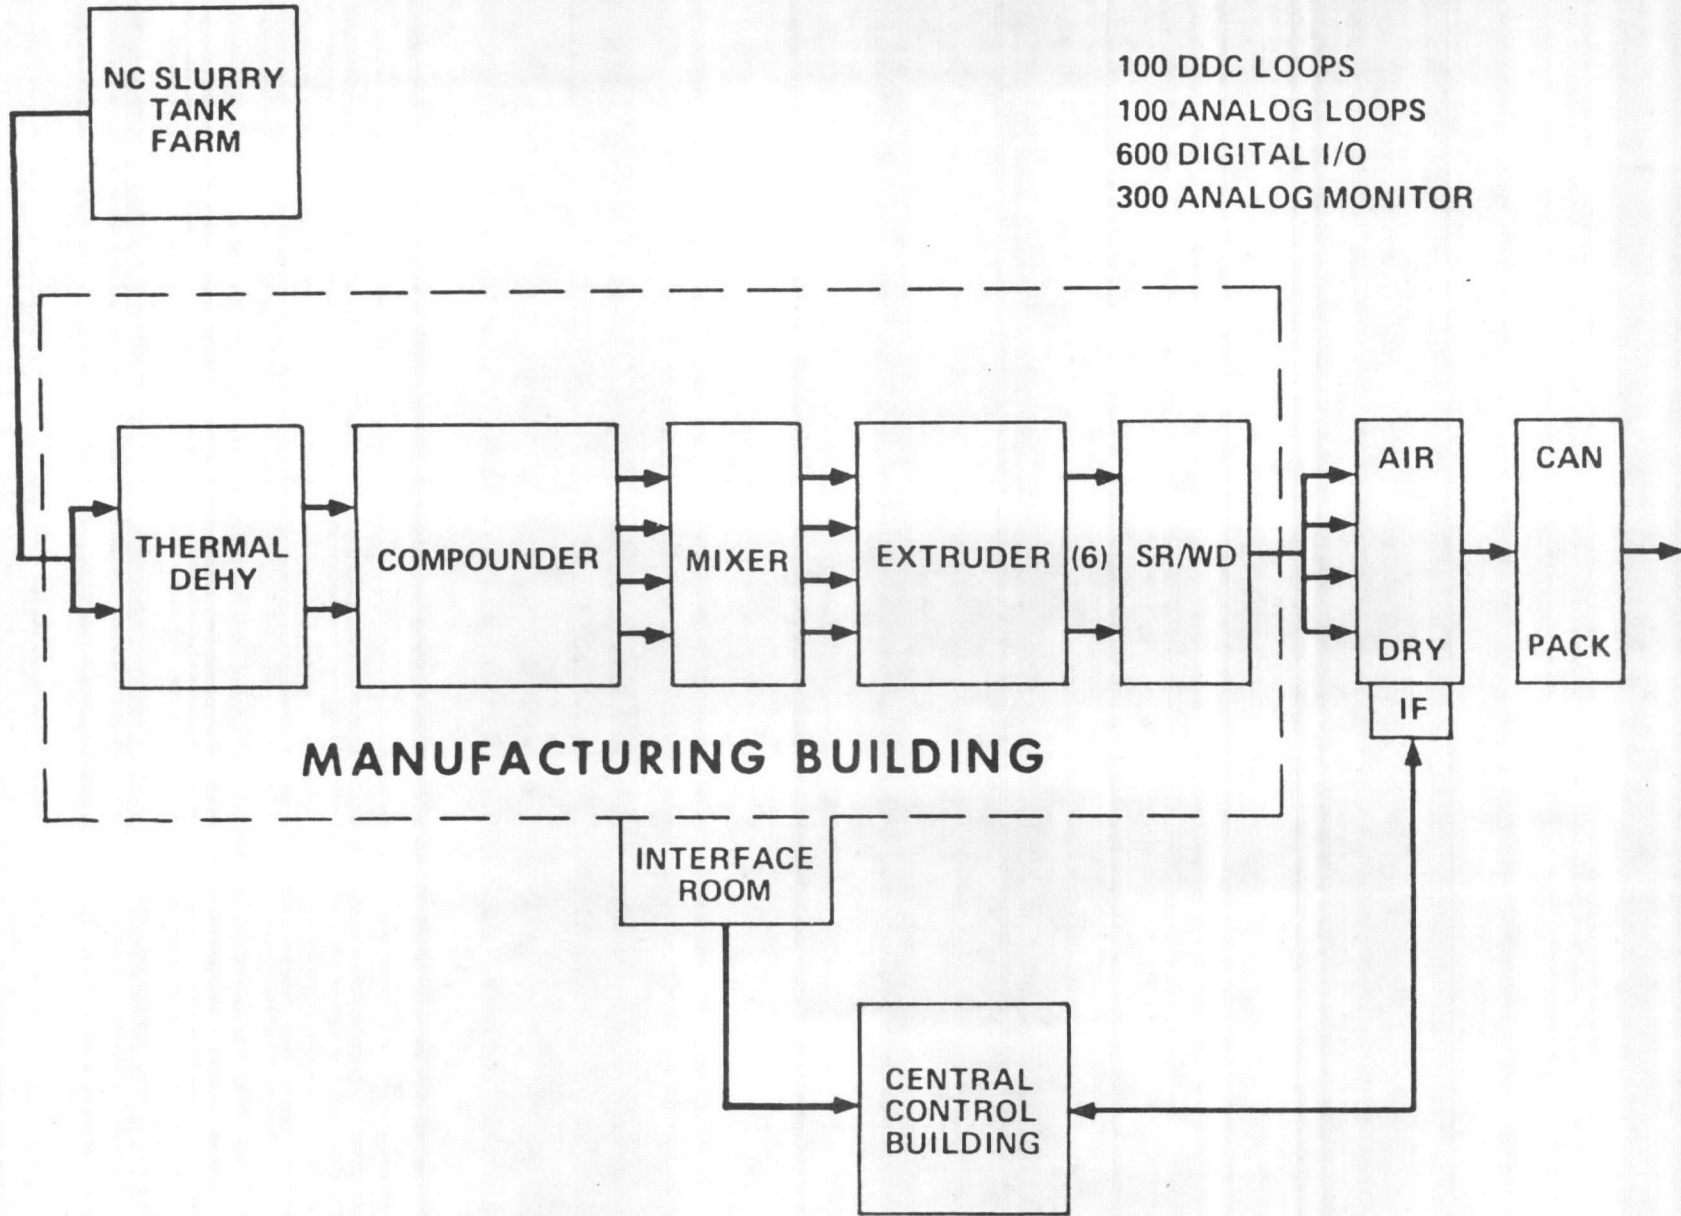 NC SLURRY
TANK
FARM
100 DDC LOOPS
100 ANALOG LOOPS
600 DIGITAL I/O
300 ANALOG MONITOR
THERMAL
DEHY
COMPOUNDER
MIXER
EXTRUDER (6)
SR/WD
AIR
DRY
IF
CAN
PACK
MANUFACTURING BUILDING
INTERFACE
ROOM
CENTRAL
CONTROL
BUILDING